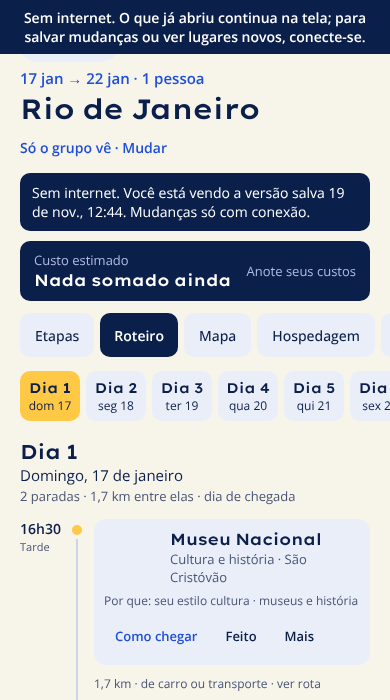 Sem internet. O que já abriu continua na tela; para
salvar mudanças ou ver lugares novos, conecte-se.
17 jan → 22 jan · 1 pessoa
Rio de Janeiro
Só o grupo vê · Mudar
Sem internet. Você está vendo a versão salva 19
de nov., 12:44. Mudanças só com conexão.
Custo estimado
Nada somado ainda
Anote seus custos
Etapas Roteiro Mapa Hospedagem
Dia 1 Dia 2 Dia 3 Dia 4 Dia 5 Dia
dom 17 seg 18 ter 19 qua 20 qui 21 sex 2
Dia 1
Domingo, 17 de janeiro
2 paradas · 1,7 km entre elas · dia de chegada
16h30
Tarde
Museu Nacional
Cultura e história · São
Cristóvão
Por que: seu estilo cultura · museus e história
Como chegar Feito Mais
1,7 km · de carro ou transporte · ver rota